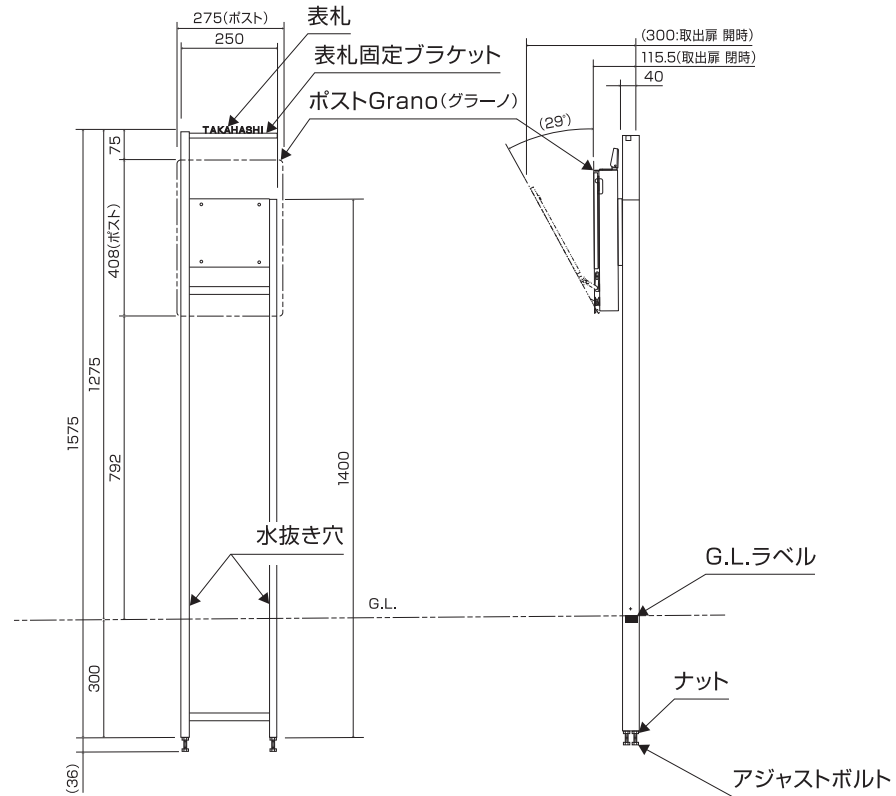 275(ポスト)
250
表札
表札固定ブラケット
ポストGrano(グラーノ)
TAKAHASHI
75
408(ポスト)
1275
1575
792
1400
300
(36)
水抜き穴
G.L.
(300:取出扉 開時)
115.5(取出扉 閉時)
40
(29°)
G.L.ラベル
ナット
アジャストボルト